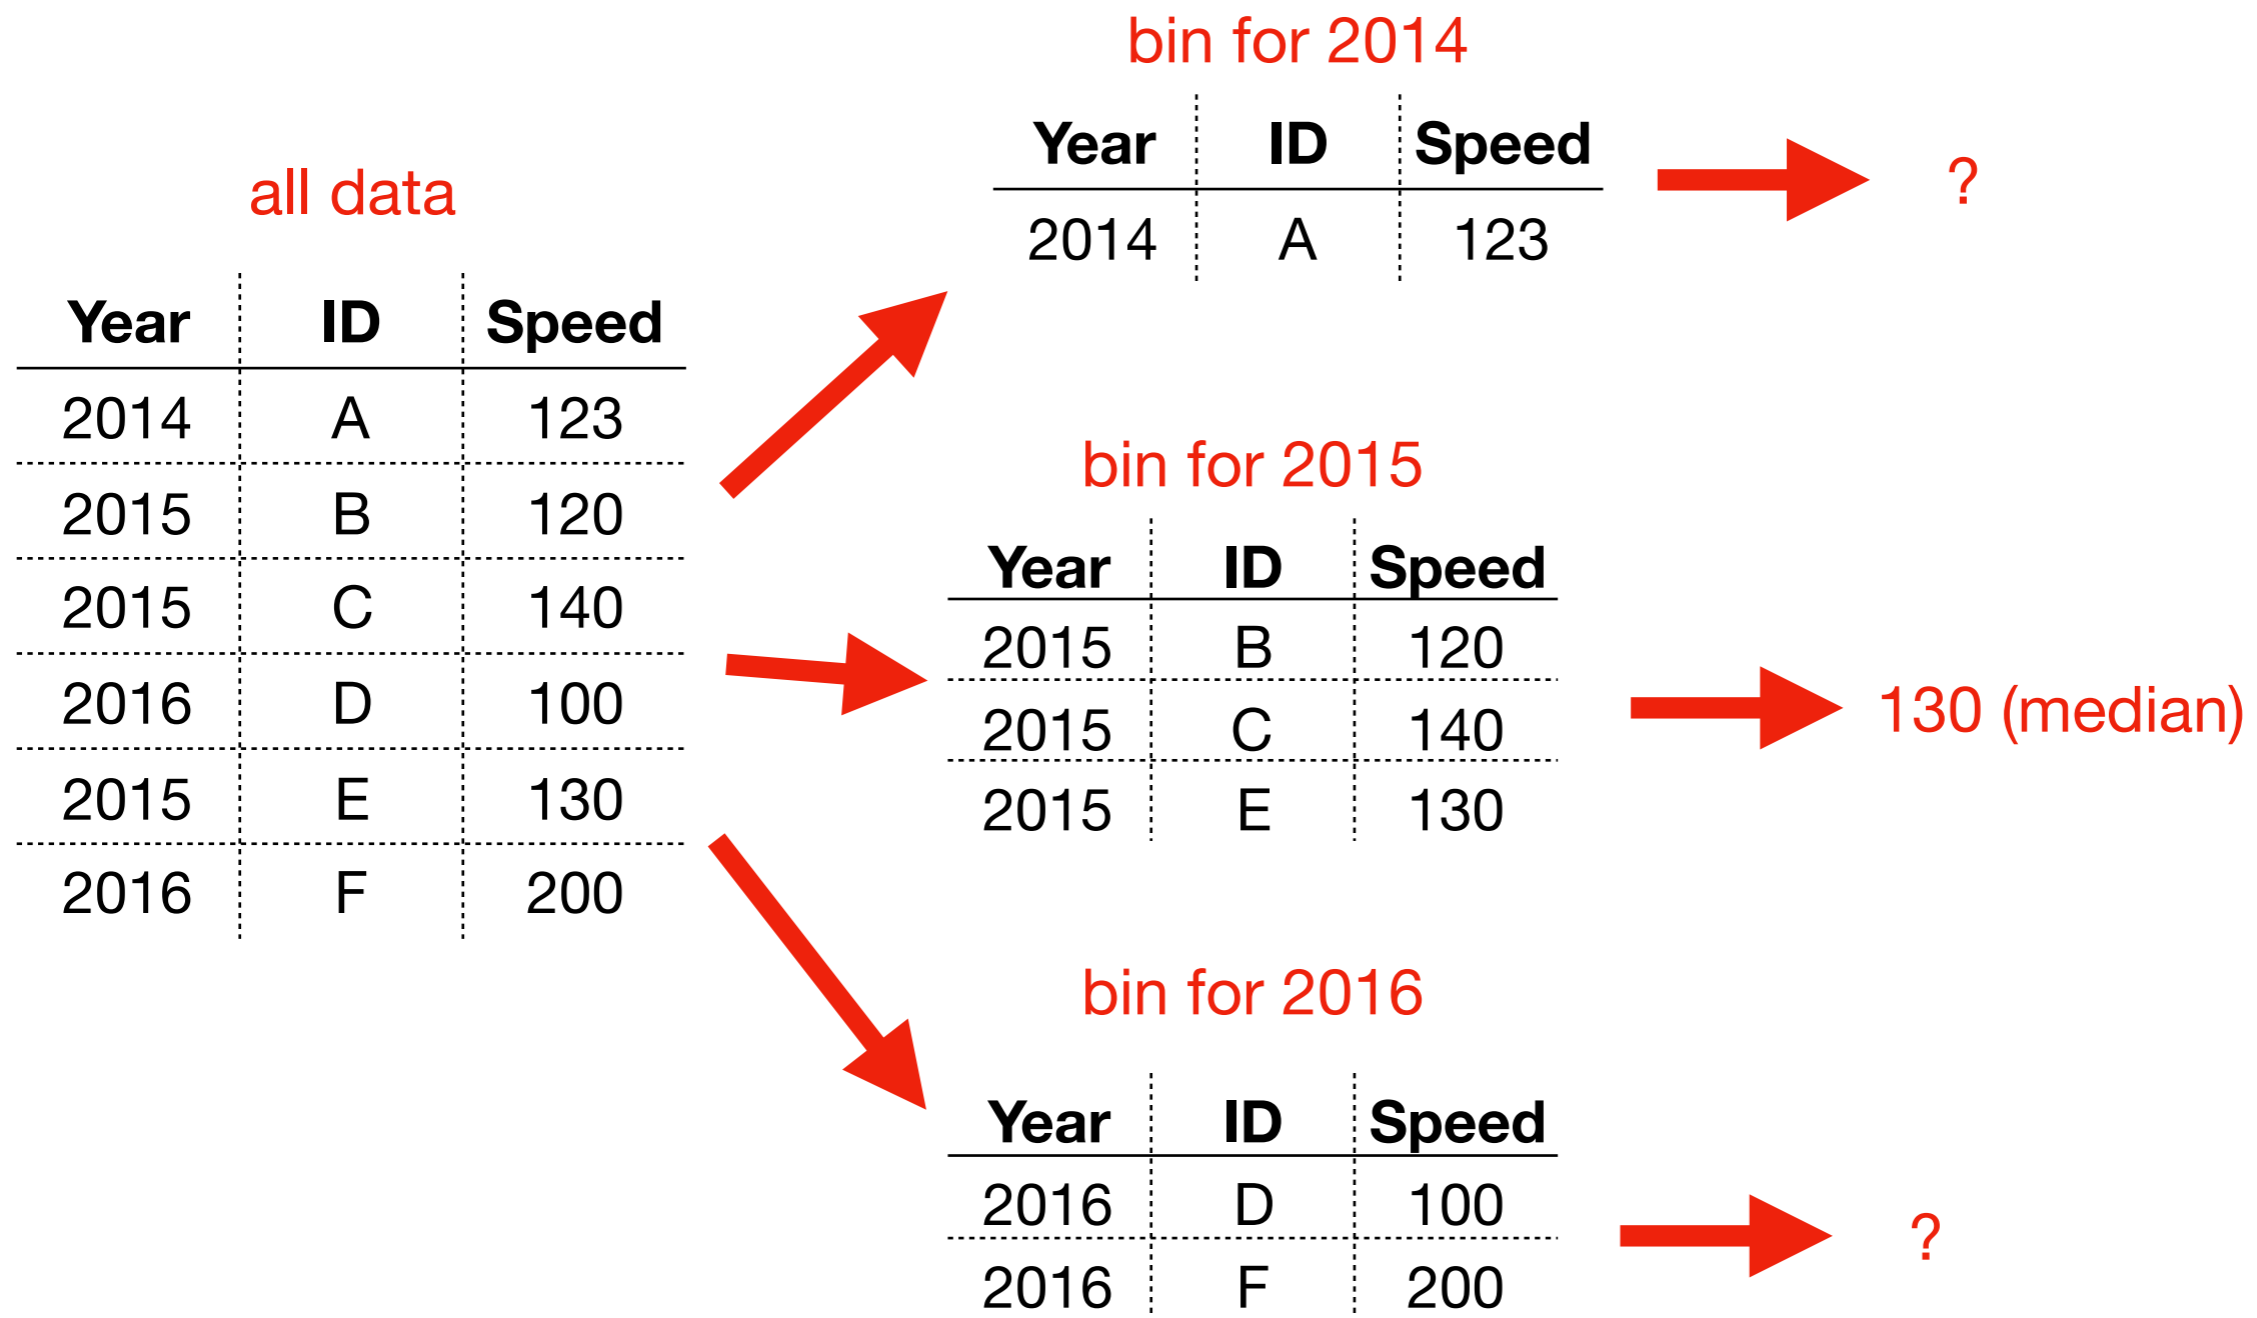 all data
Year ID Speed
2014 A 123
2015 B 120
2015 C 140
2016 D 100
2015 E 130
2016 F 200
bin for 2014
Year ID Speed
2014 A 123
?
bin for 2015
Year ID Speed
2015 B 120
2015 C 140
2015 E 130
130 (median)
bin for 2016
Year ID Speed
2016 D 100
2016 F 200
?